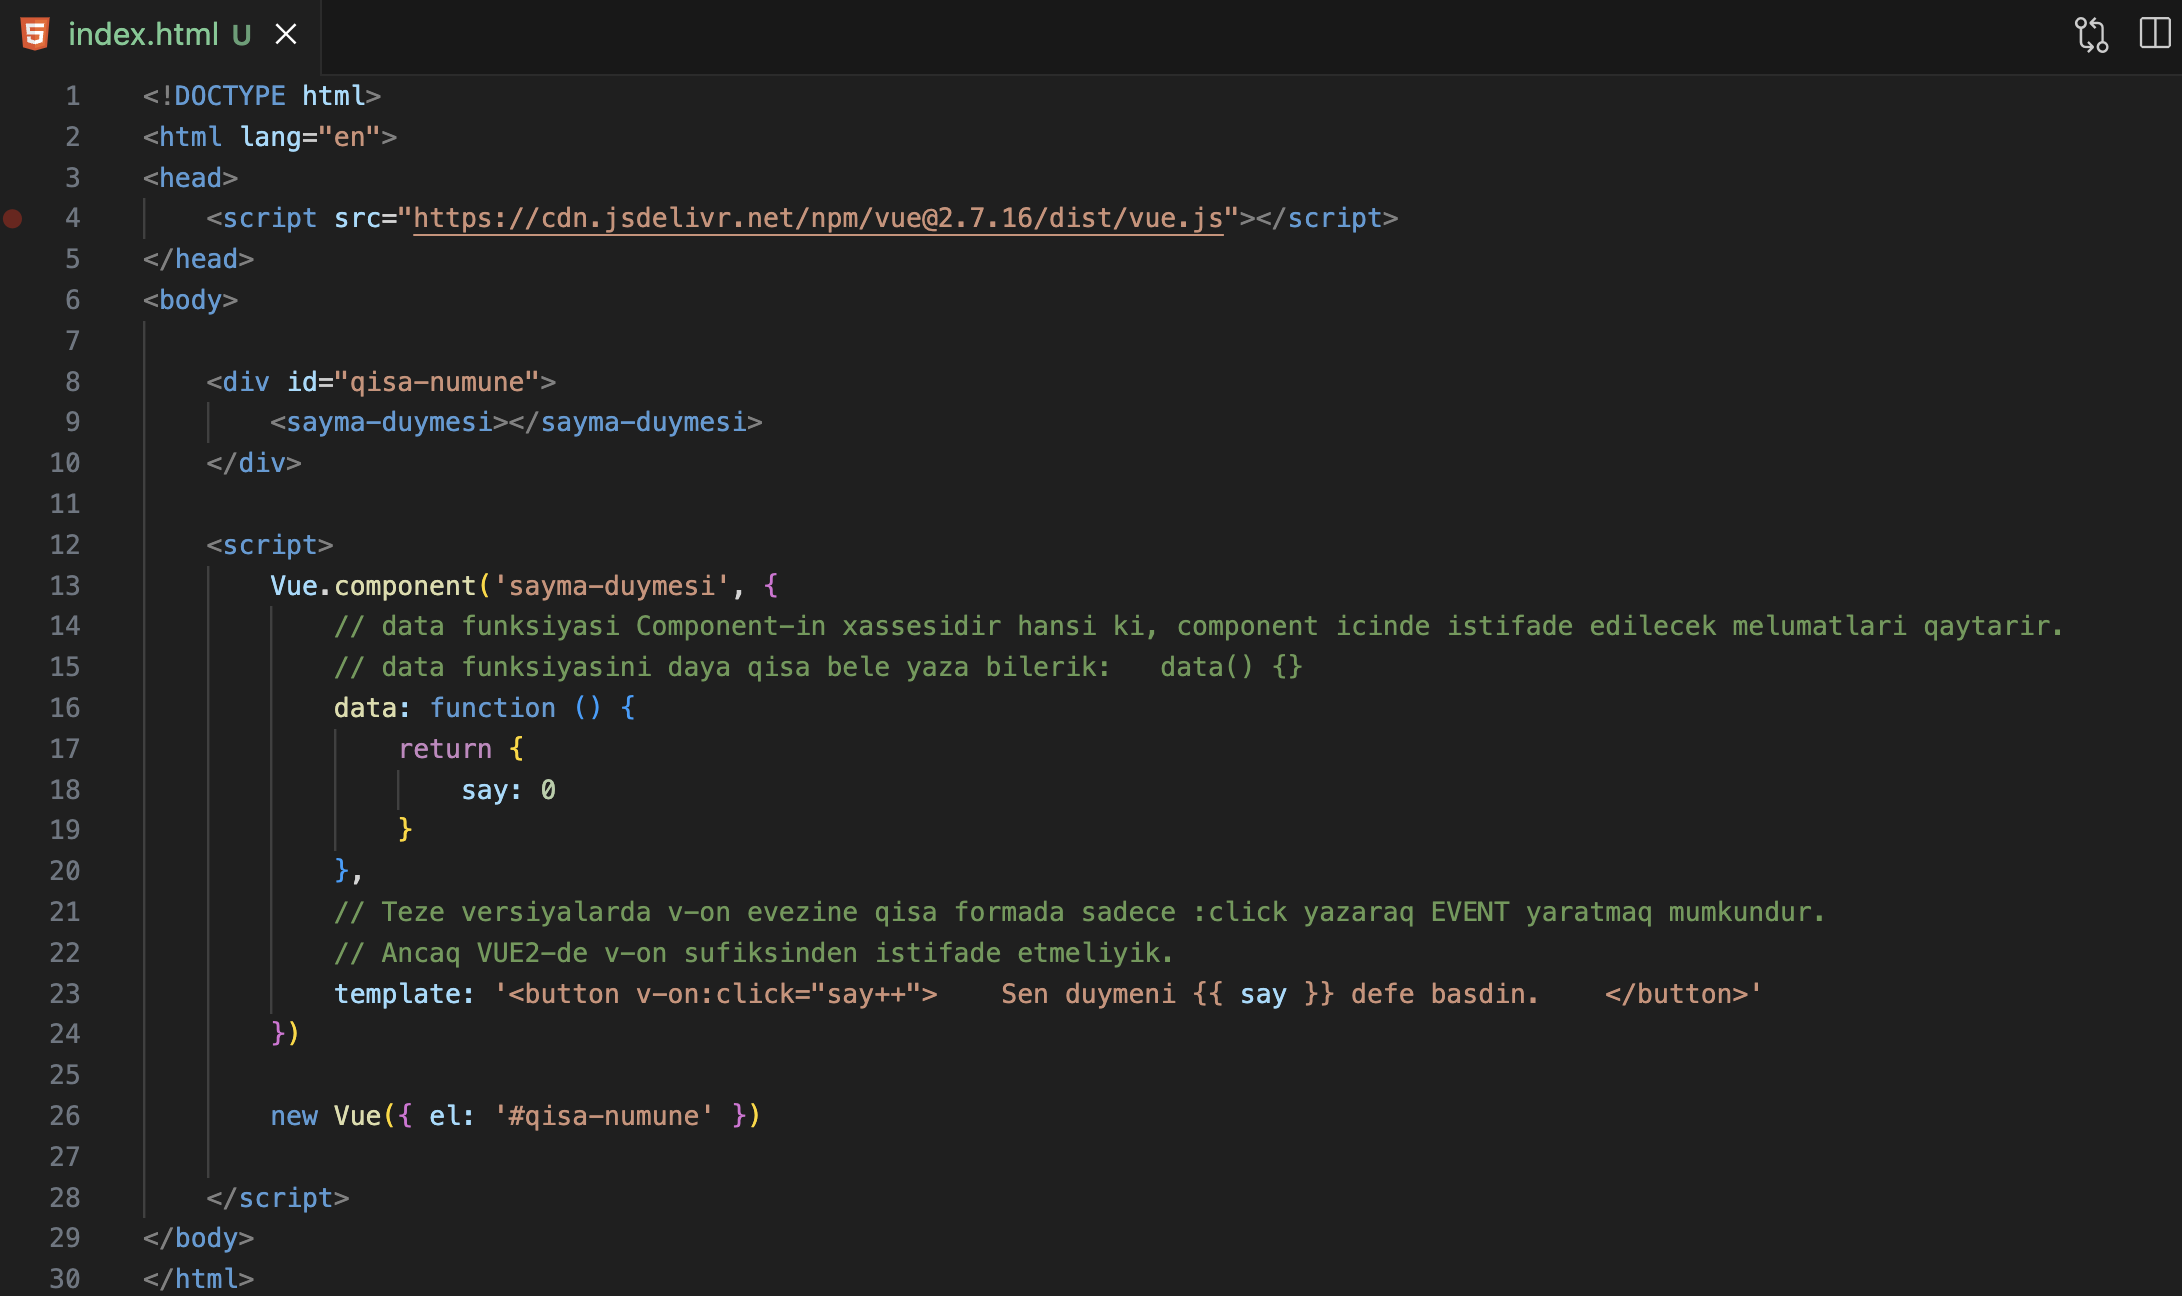 index.html U
1 <!DOCTYPE html>
2 <html lang="en">
3 <head>
4     <script src="https://cdn.jsdelivr.net/npm/vue@2.7.16/dist/vue.js"></script>
5 </head>
6 <body>
7
8     <div id="qisa-numune">
9         <sayma-duymesi></sayma-duymesi>
10     </div>
11
12     <script>
13         Vue.component('sayma-duymesi', {
14             // data funksiyasi Component-in xassesidir hansi ki, component icinde istifade edilecek melumatlari qaytarir.
15             // data funksiyasini daya qisa bele yaza bilerik:   data() {}
16             data: function () {
17                 return {
18                     say: 0
19                 }
20             },
21             // Teze versiyalarda v-on evezine qisa formada sadece :click yazaraq EVENT yaratmaq mumkundur.
22             // Ancaq VUE2-de v-on sufiksinden istifade etmeliyik.
23             template: '<button v-on:click="say++">    Sen duymeni {{ say }} defe basdin.    </button>'
24         })
25
26         new Vue({ el: '#qisa-numune' })
27
28     </script>
29 </body>
30 </html>